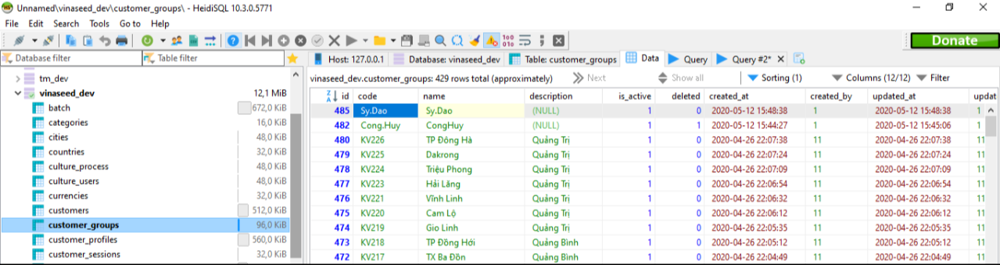 Unnamed\vinaseed_dev\customer_groups\ - HeidiSQL 10.3.0.5771
File Edit Search Tools Go to Help
Donate
Database filter Table filter Host: 127.0.0.1 Database: vinaseed_dev Table: customer_groups Data Query Query #2*
vinaseed_dev.customer_groups: 429 rows total (approximately) Next Show all Sorting (1) Columns (12/12) Filter
tm_dev
vinaseed_dev 12,1 MiB
batch 672,0 KiB
categories 16,0 KiB
cities 48,0 KiB
countries 32,0 KiB
culture_process 48,0 KiB
culture_users 48,0 KiB
currencies 32,0 KiB
customers 512,0 KiB
customer_groups 96,0 KiB
customer_profiles 560,0 KiB
customer_sessions 32,0 KiB
id code name description is_active deleted created_at created_by updated_at updat
485 Sy.Dao Sy.Dao (NULL) 1 0 2020-05-12 15:48:38 1 2020-05-12 15:48:38 1
482 Cong.Huy CongHuy (NULL) 1 1 2020-05-12 15:44:27 1 2020-05-12 15:45:06 1
480 KV226 TP Đông Hà Quảng Trị 1 0 2020-04-26 22:07:38 11 2020-04-26 22:07:38 11
479 KV225 Dakrong Quảng Trị 1 0 2020-04-26 22:07:24 11 2020-04-26 22:07:24 11
478 KV224 Triệu Phong Quảng Trị 1 0 2020-04-26 22:07:09 11 2020-04-26 22:07:09 11
477 KV223 Hải Lăng Quảng Trị 1 0 2020-04-26 22:06:54 11 2020-04-26 22:06:54 11
476 KV221 Vĩnh Linh Quảng Trị 1 0 2020-04-26 22:06:32 11 2020-04-26 22:06:32 11
475 KV220 Cam Lộ Quảng Trị 1 0 2020-04-26 22:06:12 11 2020-04-26 22:06:12 11
474 KV219 Gio Linh Quảng Trị 1 0 2020-04-26 22:05:35 11 2020-04-26 22:05:35 11
473 KV218 TP Đồng Hới Quảng Bình 1 0 2020-04-26 22:05:12 11 2020-04-26 22:05:12 11
472 KV217 TX Ba Đồn Quảng Bình 1 0 2020-04-26 22:04:49 11 2020-04-26 22:04:49 11